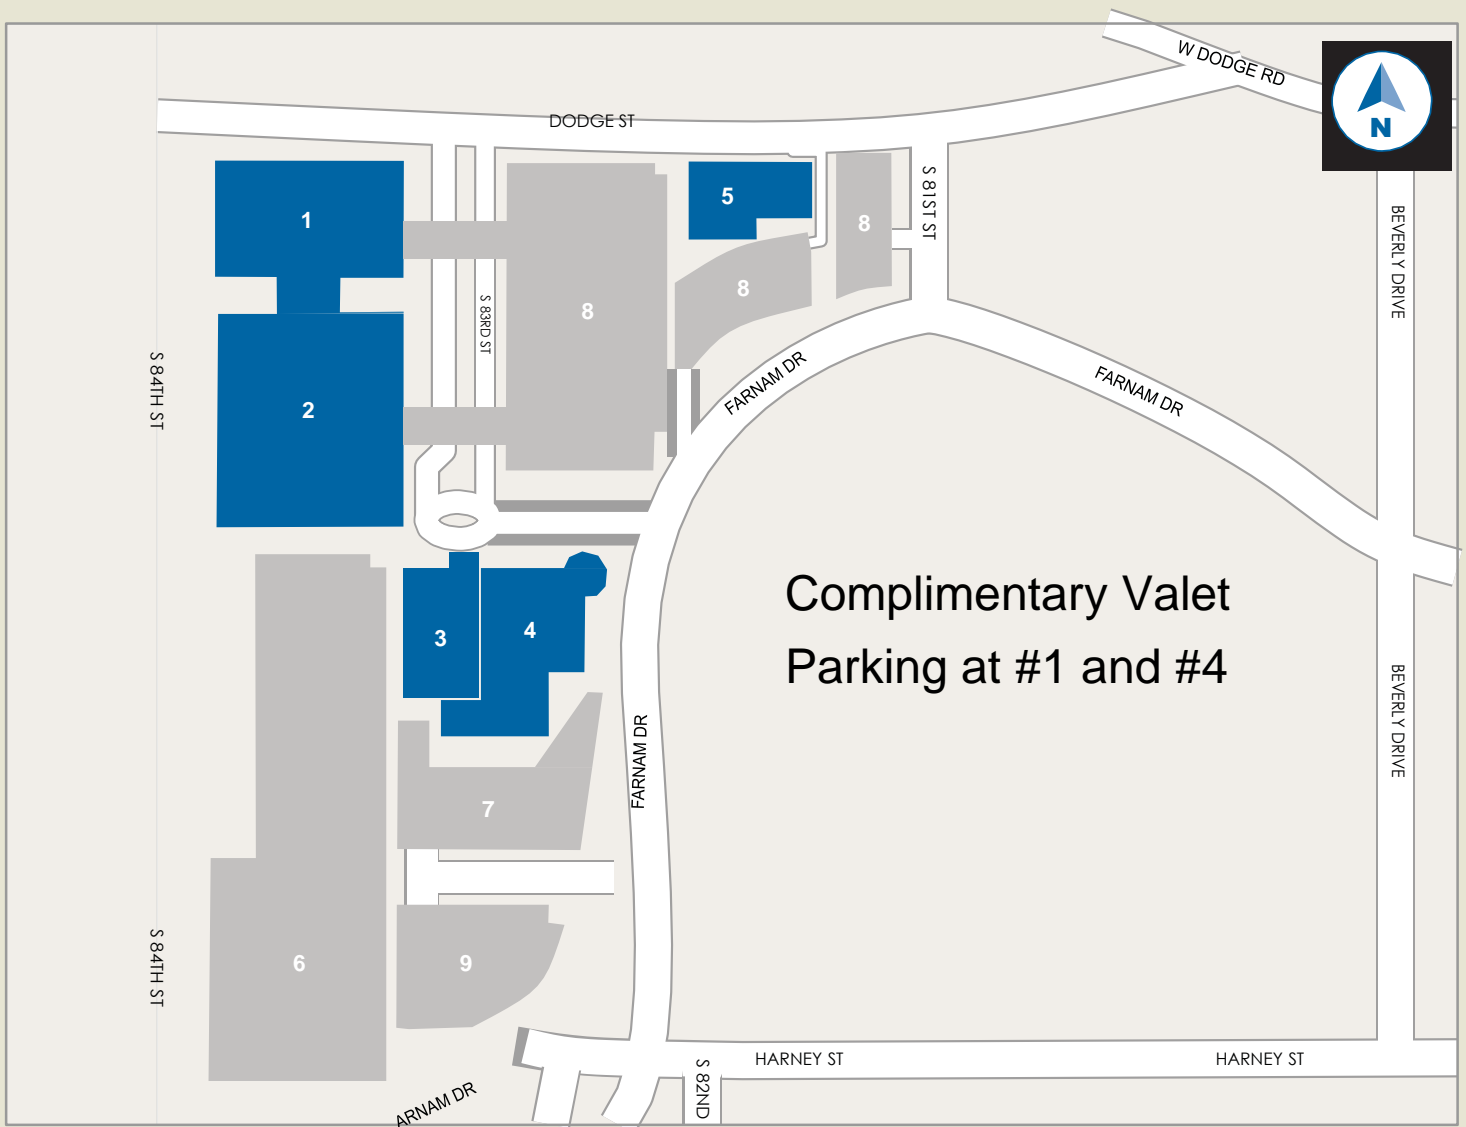 W DODGE RD
N
DODGE ST
1
5
8
S 81ST ST
BEVERLY DRIVE
8
8
S 83RD ST
S 84TH ST
2
FARNAM DR
FARNAM DR
Complimentary Valet
Parking at #1 and #4
3
4
BEVERLY DRIVE
FARNAM DR
7
S 84TH ST
6
9
HARNEY ST
HARNEY ST
S 82ND
ARNAM DR